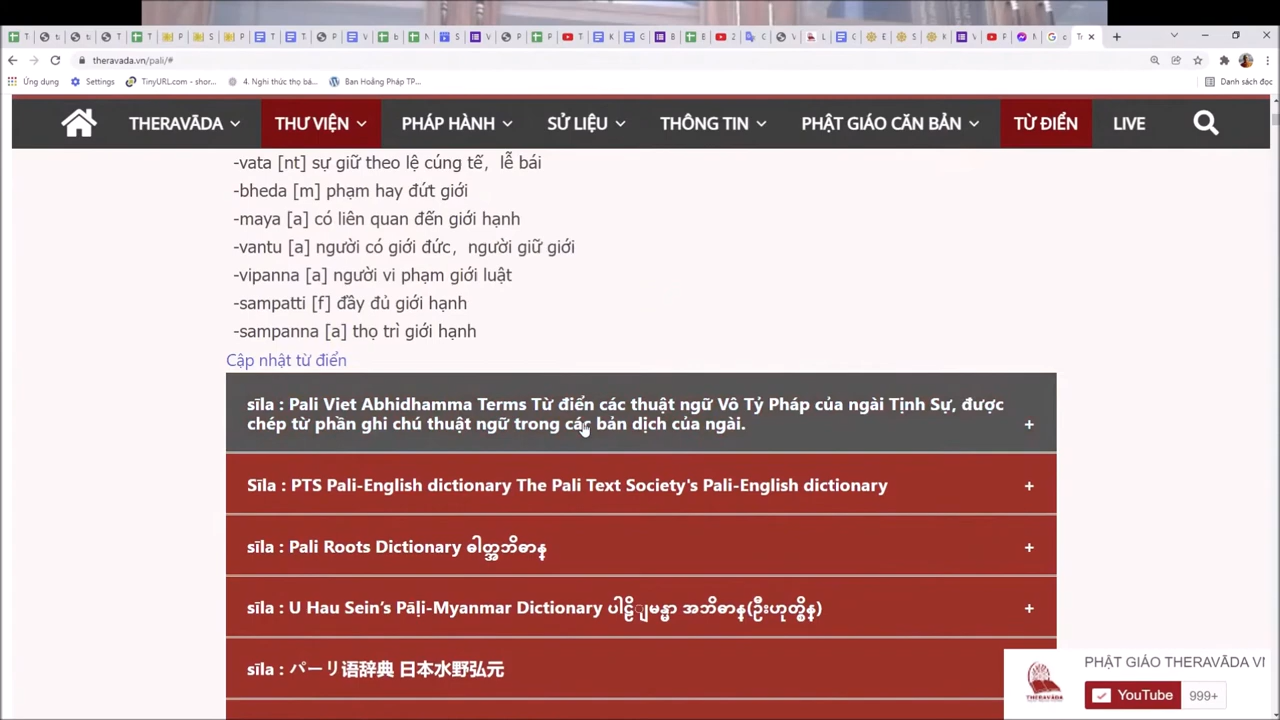 theravada.vn/pali/#
Ứng dụng
Settings
TinyURL.com - shor...
4. Nghi thức thọ bá...
Ban Hoằng Pháp TP...
Danh sách đọc
THERAVĀDA
THƯ VIỆN
PHÁP HÀNH
SỬ LIỆU
THÔNG TIN
PHẬT GIÁO CĂN BẢN
TỪ ĐIỂN
LIVE
-vata [nt] sự giữ theo lệ cúng tế, lễ bái
-bheda [m] phạm hay đứt giới
-maya [a] có liên quan đến giới hạnh
-vantu [a] người có giới đức, người giữ giới
-vipanna [a] người vi phạm giới luật
-sampatti [f] đầy đủ giới hạnh
-sampanna [a] thọ trì giới hạnh
Cập nhật từ điển
sīla : Pali Viet Abhidhamma Terms Từ điển các thuật ngữ Vô Tỷ Pháp của ngài Tịnh Sự, được
chép từ phần ghi chú thuật ngữ trong các bản dịch của ngài.
+
Sīla : PTS Pali-English dictionary The Pali Text Society's Pali-English dictionary
+
sīla : Pali Roots Dictionary ဓါတ္အဘိဓာန္
+
sīla : U Hau Sein’s Pāḷi-Myanmar Dictionary ပါဠိျမန္မာ အဘိဓာန္(ဦးဟုတ္စိန္)
+
sīla : パーリ语辞典 日本水野弘元
PHẬT GIÁO THERAVĀDA VN
YouTube
999+
THERAVĀDA